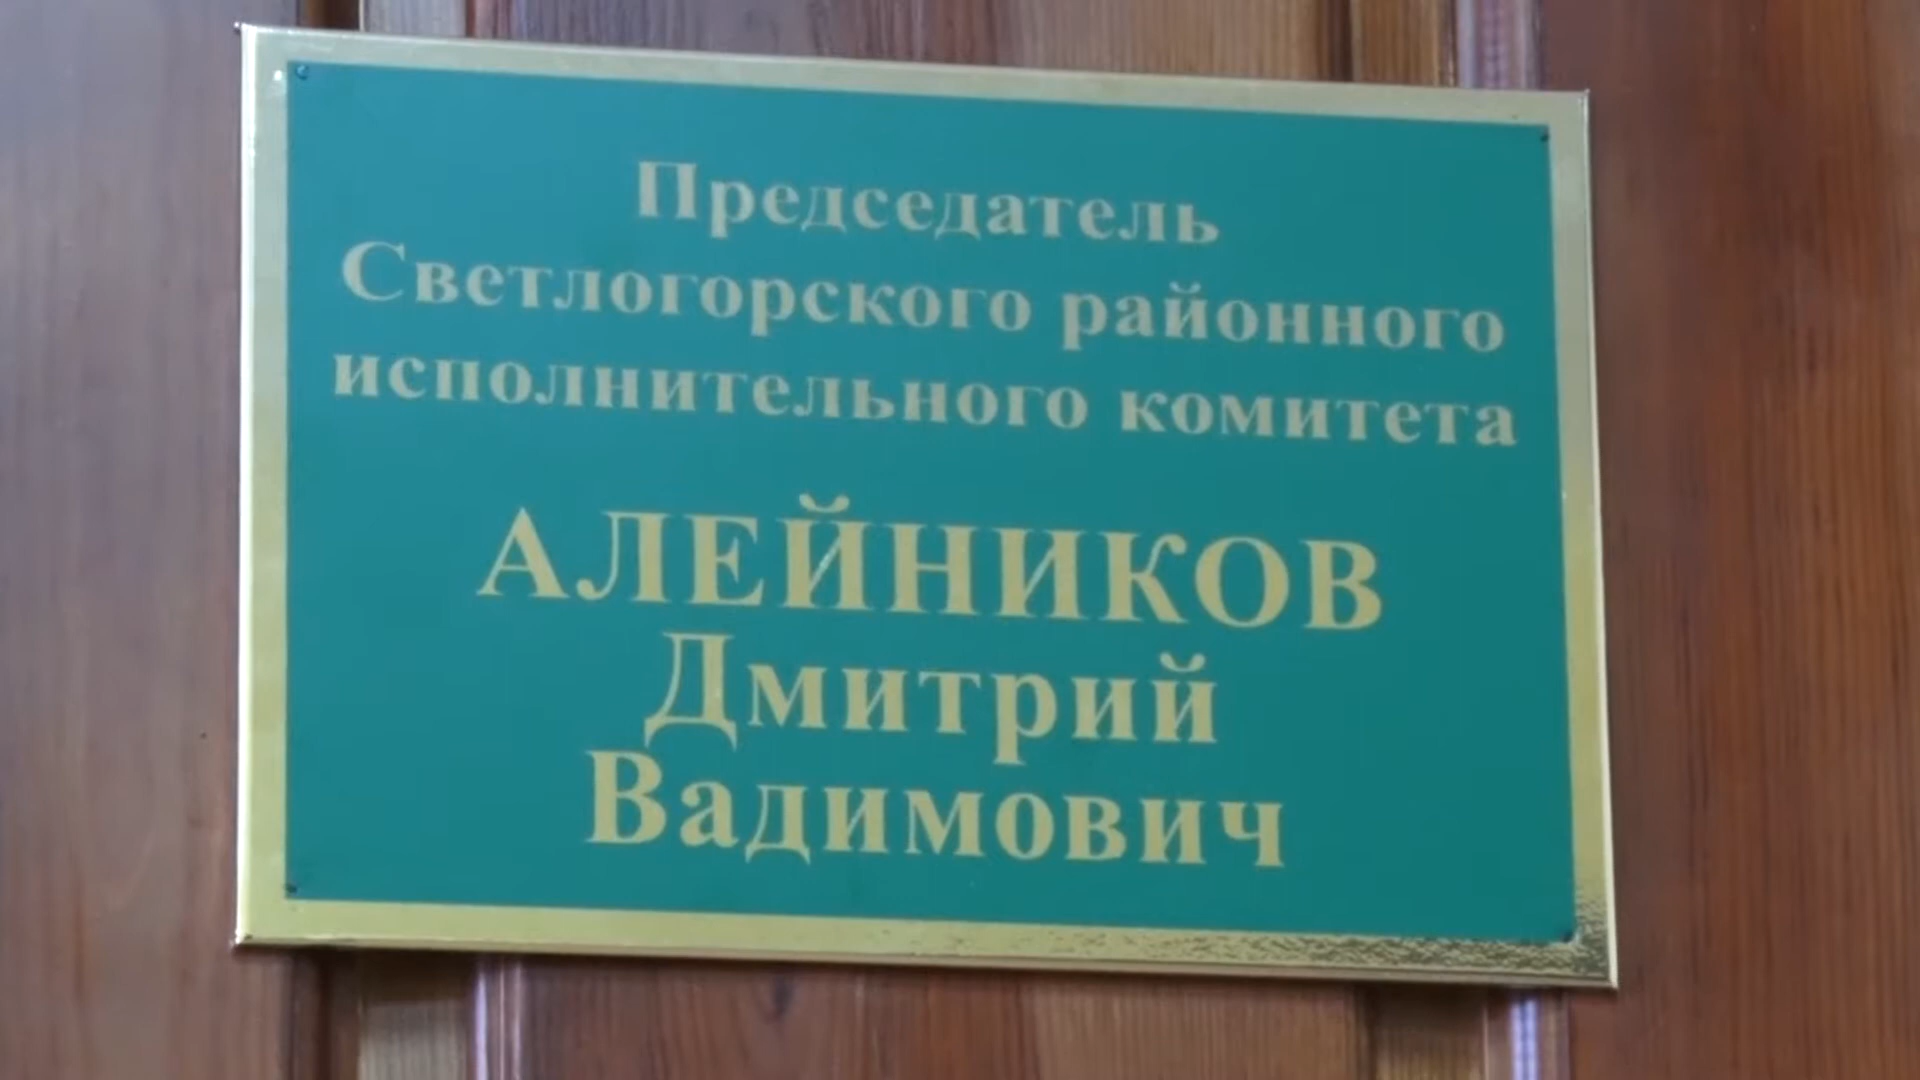 Председатель
Светлогорского районного
исполнительного комитета
АЛЕЙНИКОВ
Дмитрий
Вадимович